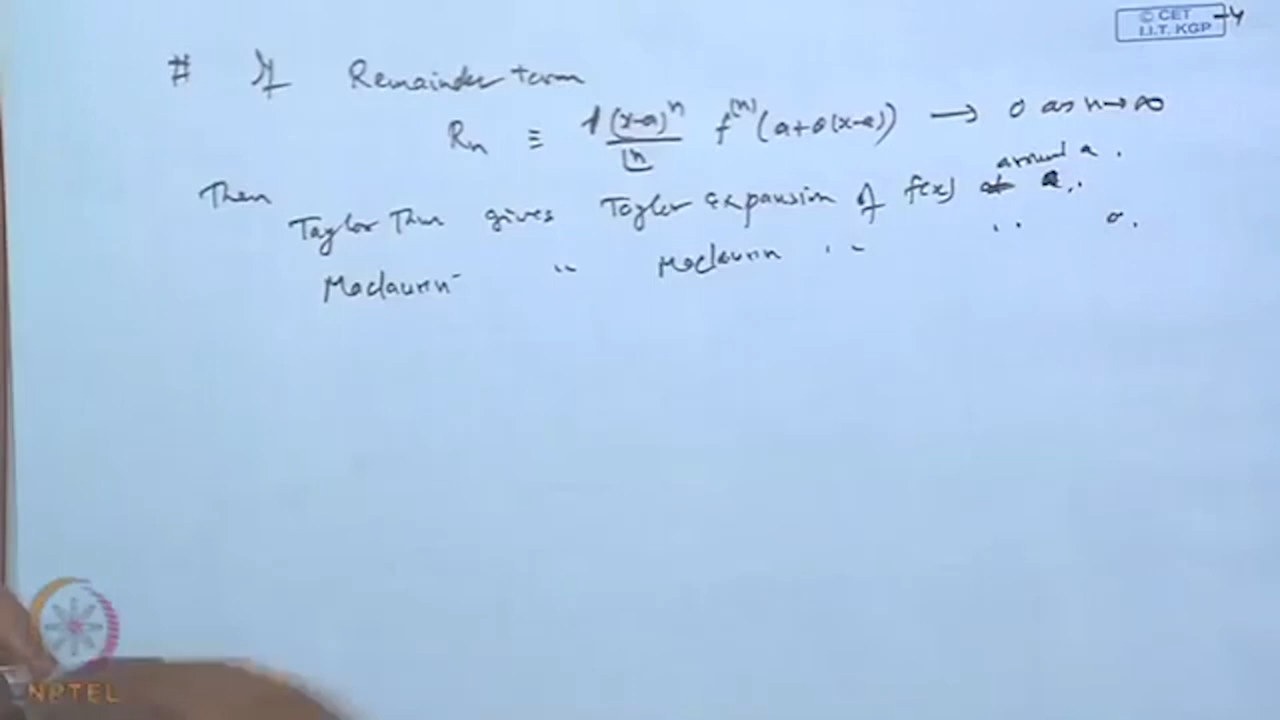 © CET
I.I.T. KGP
-4
# If Remainder term
Rn ≡ (x-a)^n / |n f^(n)(a+θ(x-a)) → 0 as n→∞
around a.
Then Taylor Thm gives Taylor expansion of f(x)
Maclaurin " Maclaurin " " 0.
NPTEL